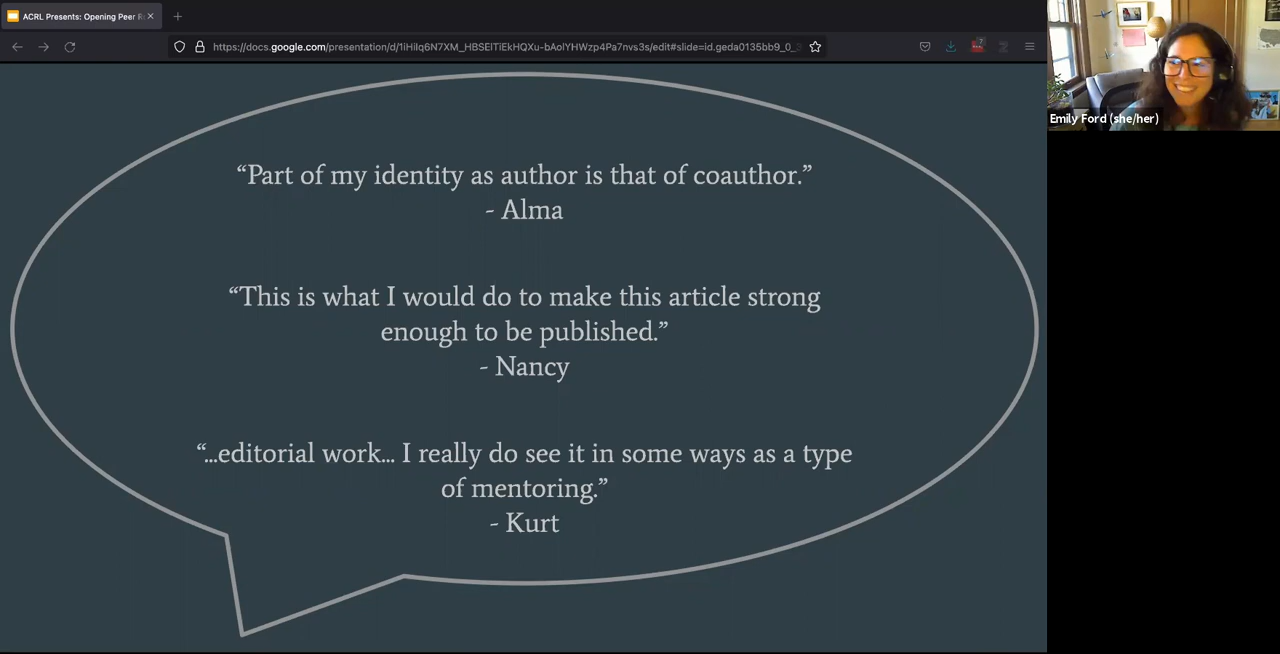 ACRL Presents: Opening Peer
https://docs.google.com/presentation/d/1iHiIq6N7XM_HBSElTiEkHQXu-bAolYHWzp4Pa7nvs3s/edit#slide=id.geda0135bb9_0_
7
Emily Ford (she/her)
“Part of my identity as author is that of coauthor.”
- Alma
“This is what I would do to make this article strong
enough to be published.”
- Nancy
“…editorial work… I really do see it in some ways as a type
of mentoring.”
- Kurt